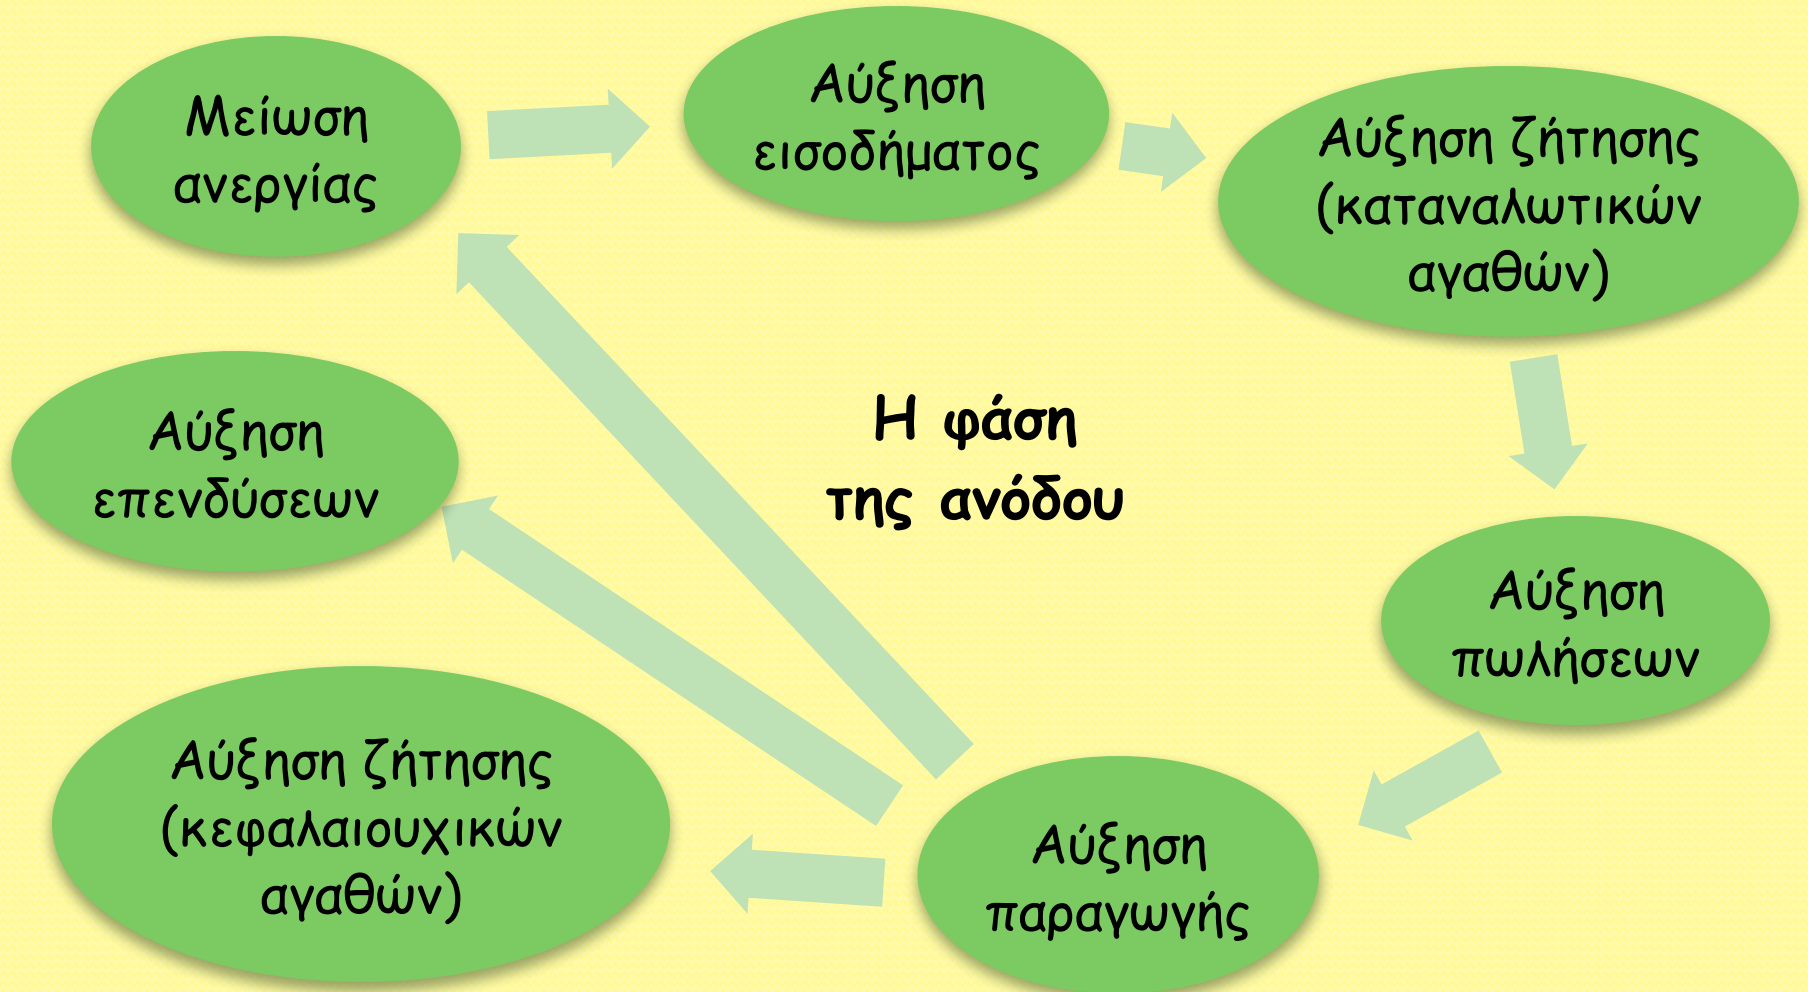 Μείωση
ανεργίας
Αύξηση
εισοδήματος
Αύξηση ζήτησης
(καταναλωτικών
αγαθών)
Αύξηση
επενδύσεων
Η φάση
της ανόδου
Αύξηση
πωλήσεων
Αύξηση ζήτησης
(κεφαλαιουχικών
αγαθών)
Αύξηση
παραγωγής